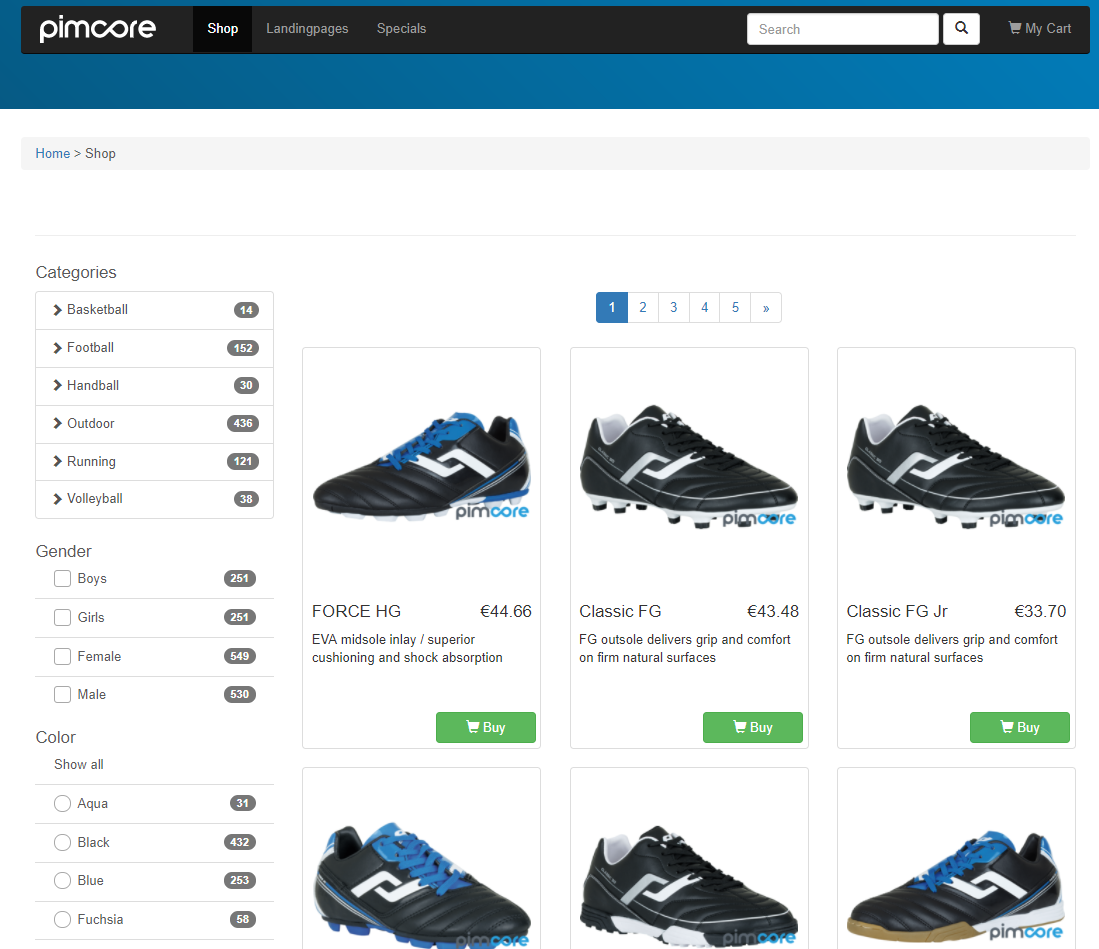 pimcore Shop Landingpages Specials Search My Cart
Home > Shop
Categories
Basketball 14
Football 152
Handball 30
Outdoor 436
Running 121
Volleyball 38
Gender
Boys 251
Girls 251
Female 549
Male 530
Color
Show all
Aqua 31
Black 432
Blue 253
Fuchsia 58
1 2 3 4 5 »
pimcore
FORCE HG €44.66
EVA midsole inlay / superior
cushioning and shock absorption
Buy
pimcore
Classic FG €43.48
FG outsole delivers grip and comfort
on firm natural surfaces
Buy
pimcore
Classic FG Jr €33.70
FG outsole delivers grip and comfort
on firm natural surfaces
Buy
pimcore
pimcore
pimcore